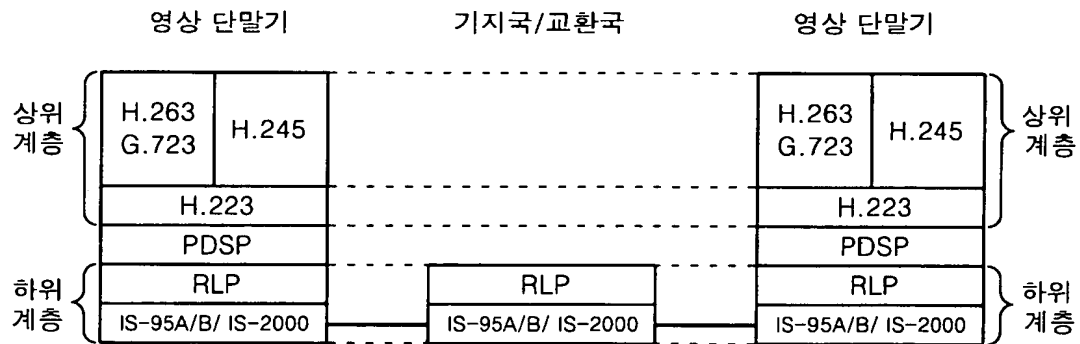 영상 단말기 기지국/교환국 영상 단말기
상위
계층
H.263
G.723
H.245
H.263
G.723
H.245
상위
계층
H.223
H.223
PDSP
PDSP
하위
계층
RLP
RLP
RLP
하위
계층
IS-95A/B/ IS-2000
IS-95A/B/ IS-2000
IS-95A/B/ IS-2000